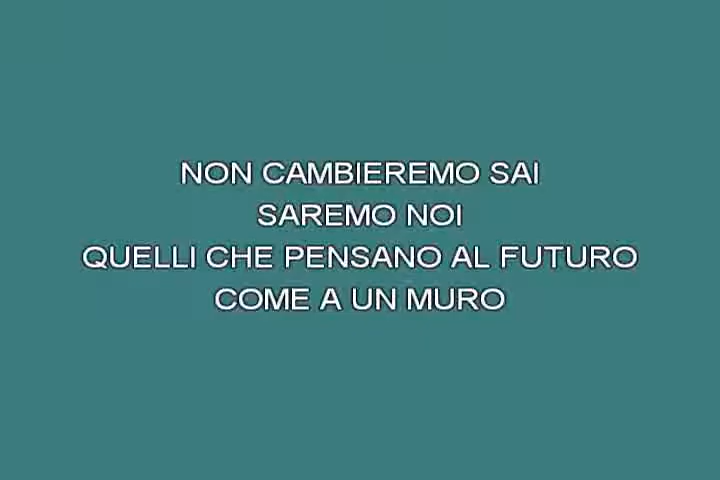 NON CAMBIEREMO SAI
SAREMO NOI
QUELLI CHE PENSANO AL FUTURO
COME A UN MURO